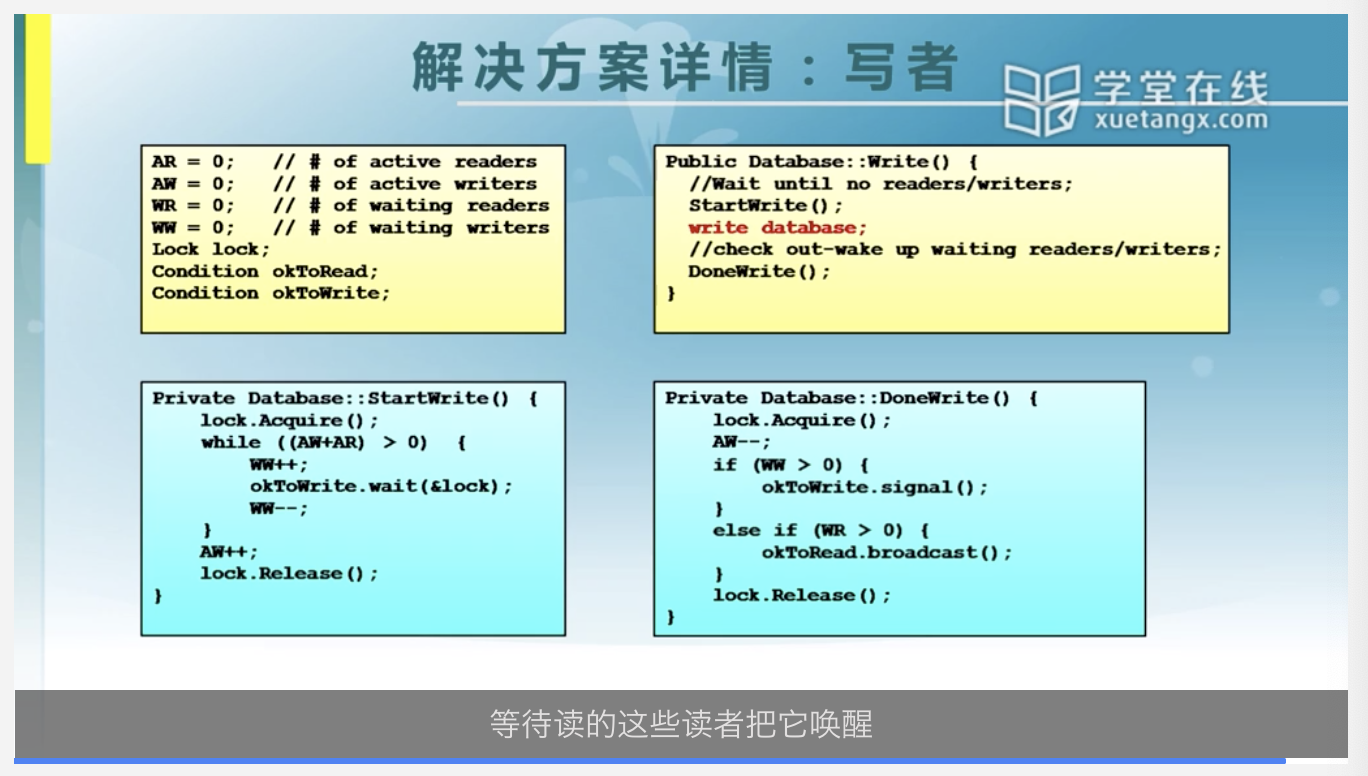 解决方案详情：写者
学堂在线
xuetangx.com
AR = 0;   // # of active readers
AW = 0;   // # of active writers
WR = 0;   // # of waiting readers
WW = 0;   // # of waiting writers
Lock lock;
Condition okToRead;
Condition okToWrite;
Public Database::Write() {
  //Wait until no readers/writers;
  StartWrite();
  write database;
  //check out-wake up waiting readers/writers;
  DoneWrite();
}
Private Database::StartWrite() {
    lock.Acquire();
    while ((AW+AR) > 0)  {
        WW++;
        okToWrite.wait(&lock);
        WW--;
    }
    AW++;
    lock.Release();
}
Private Database::DoneWrite() {
    lock.Acquire();
    AW--;
    if (WW > 0) {
        okToWrite.signal();
    }
    else if (WR > 0) {
        okToRead.broadcast();
    }
    lock.Release();
}
等待读的这些读者把它唤醒